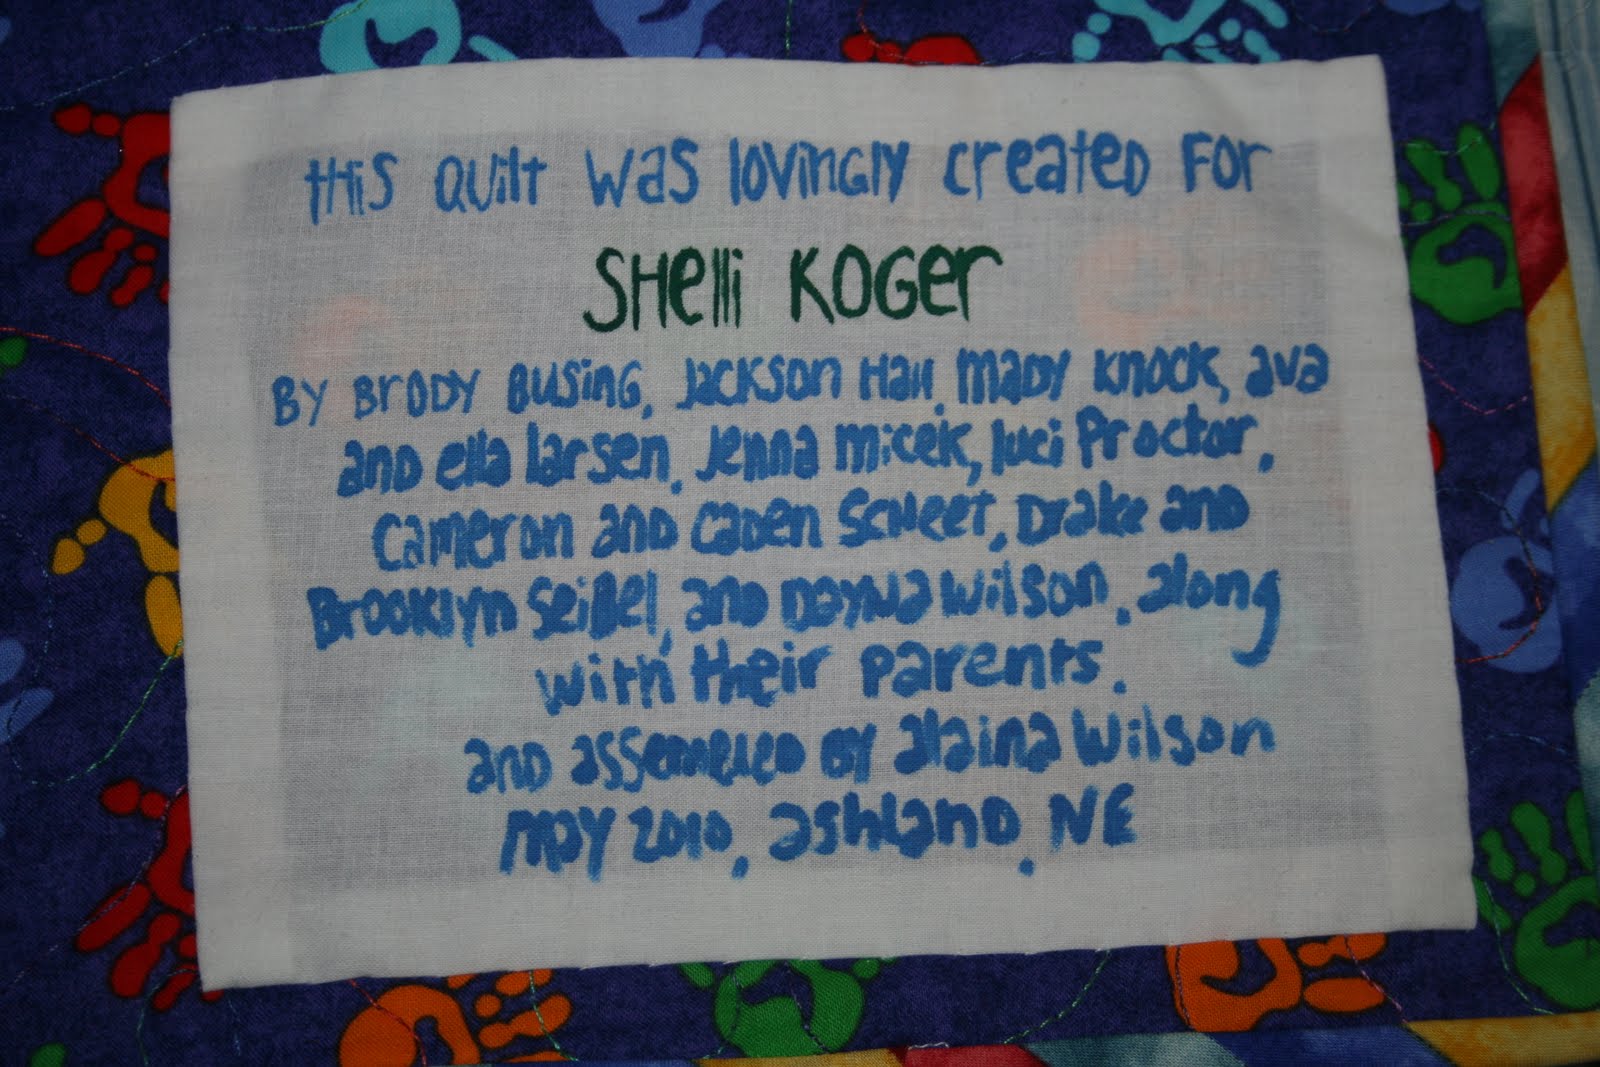 this quilt was lovingly created for
Shelli Koger
By Brody Busing, Jackson Hall, Mady Knock, Ava
and Ella Larsen, Jenna Micek, Luci Proctor,
Cameron and Caden Scheet, Drake and
Brooklyn Seibel, and Dayna Wilson, along
with their parents.
and assembled by Alaina Wilson
May 2010, Ashland, NE